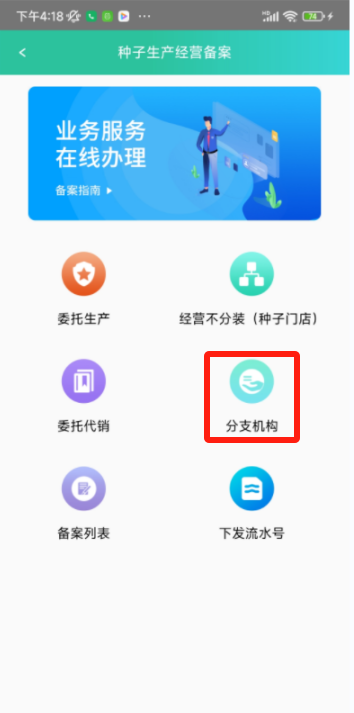 下午4:18
HD
74
种子生产经营备案
业务服务
在线办理
备案指南
委托生产
经营不分装（种子门店）
委托代销
分支机构
备案列表
下发流水号